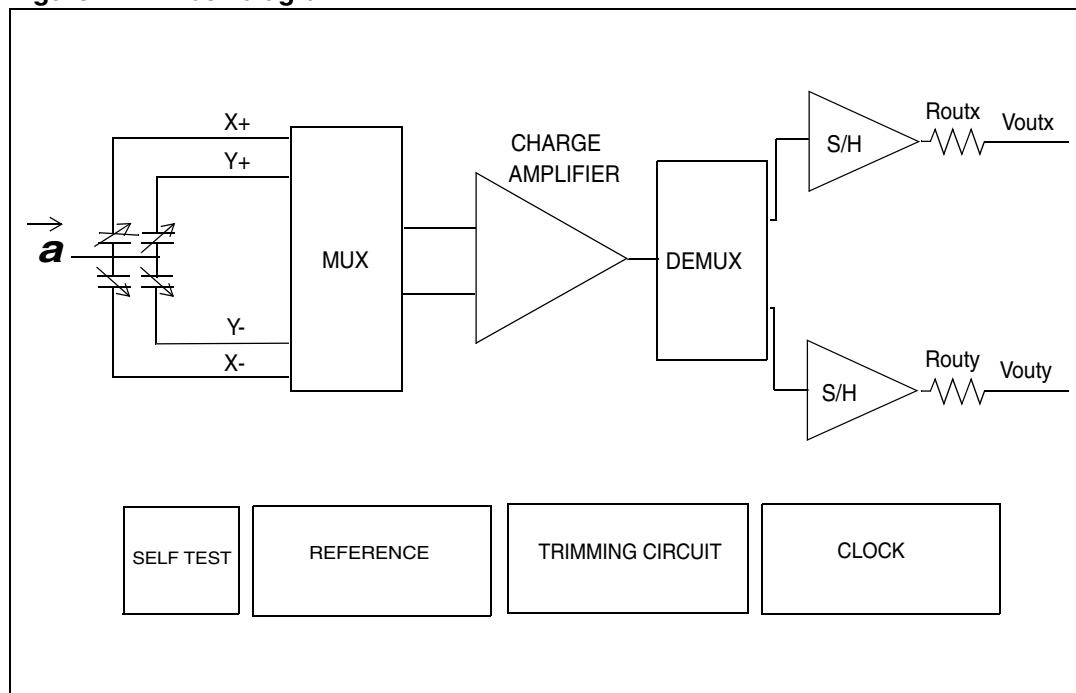 X+
Y+
a
Y-
X-
MUX
CHARGE
AMPLIFIER
DEMUX
S/H
Routx
Voutx
S/H
Routy
Vouty
SELF TEST
REFERENCE
TRIMMING CIRCUIT
CLOCK